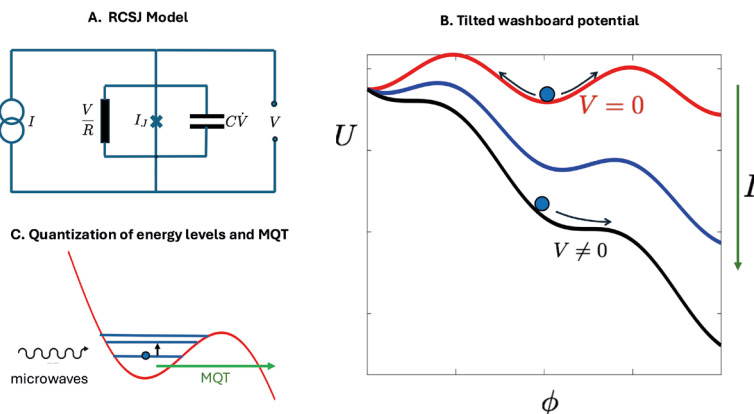 A. RCSJ Model
I
V
R
I_J
CV̇
V
B. Tilted washboard potential
U
V = 0
V ≠ 0
I
ϕ
C. Quantization of energy levels and MQT
microwaves
MQT